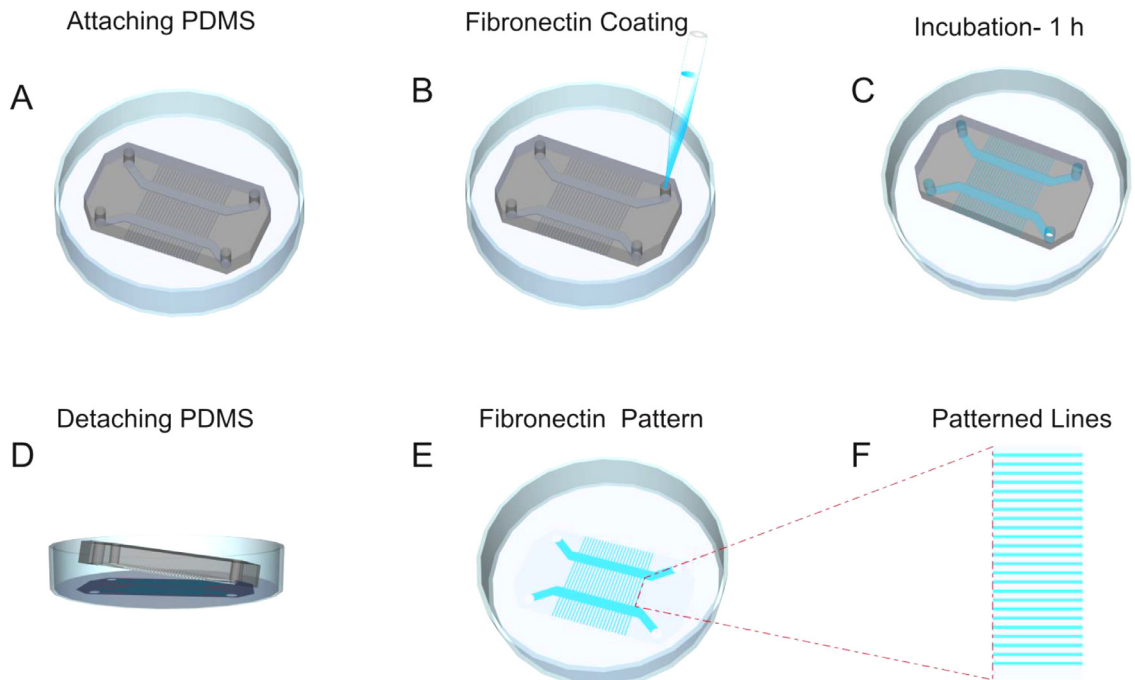 Attaching PDMS
Fibronectin Coating
Incubation- 1 h
A
B
C
Detaching PDMS
Fibronectin  Pattern
Patterned Lines
D
E
F